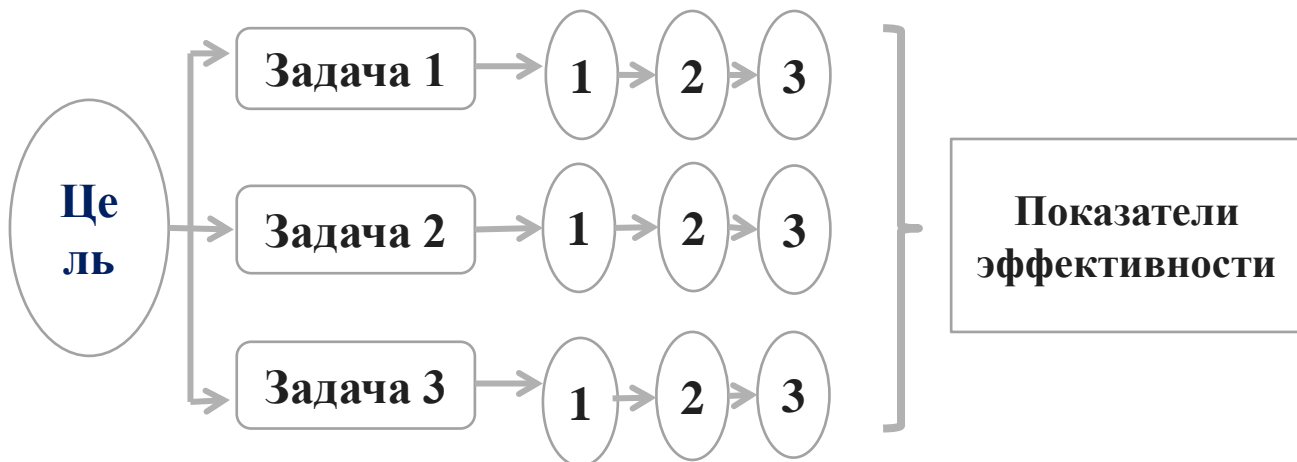 Це
ль
Задача 1
1
2
3
Задача 2
1
2
3
Задача 3
1
2
3
Показатели
эффективности